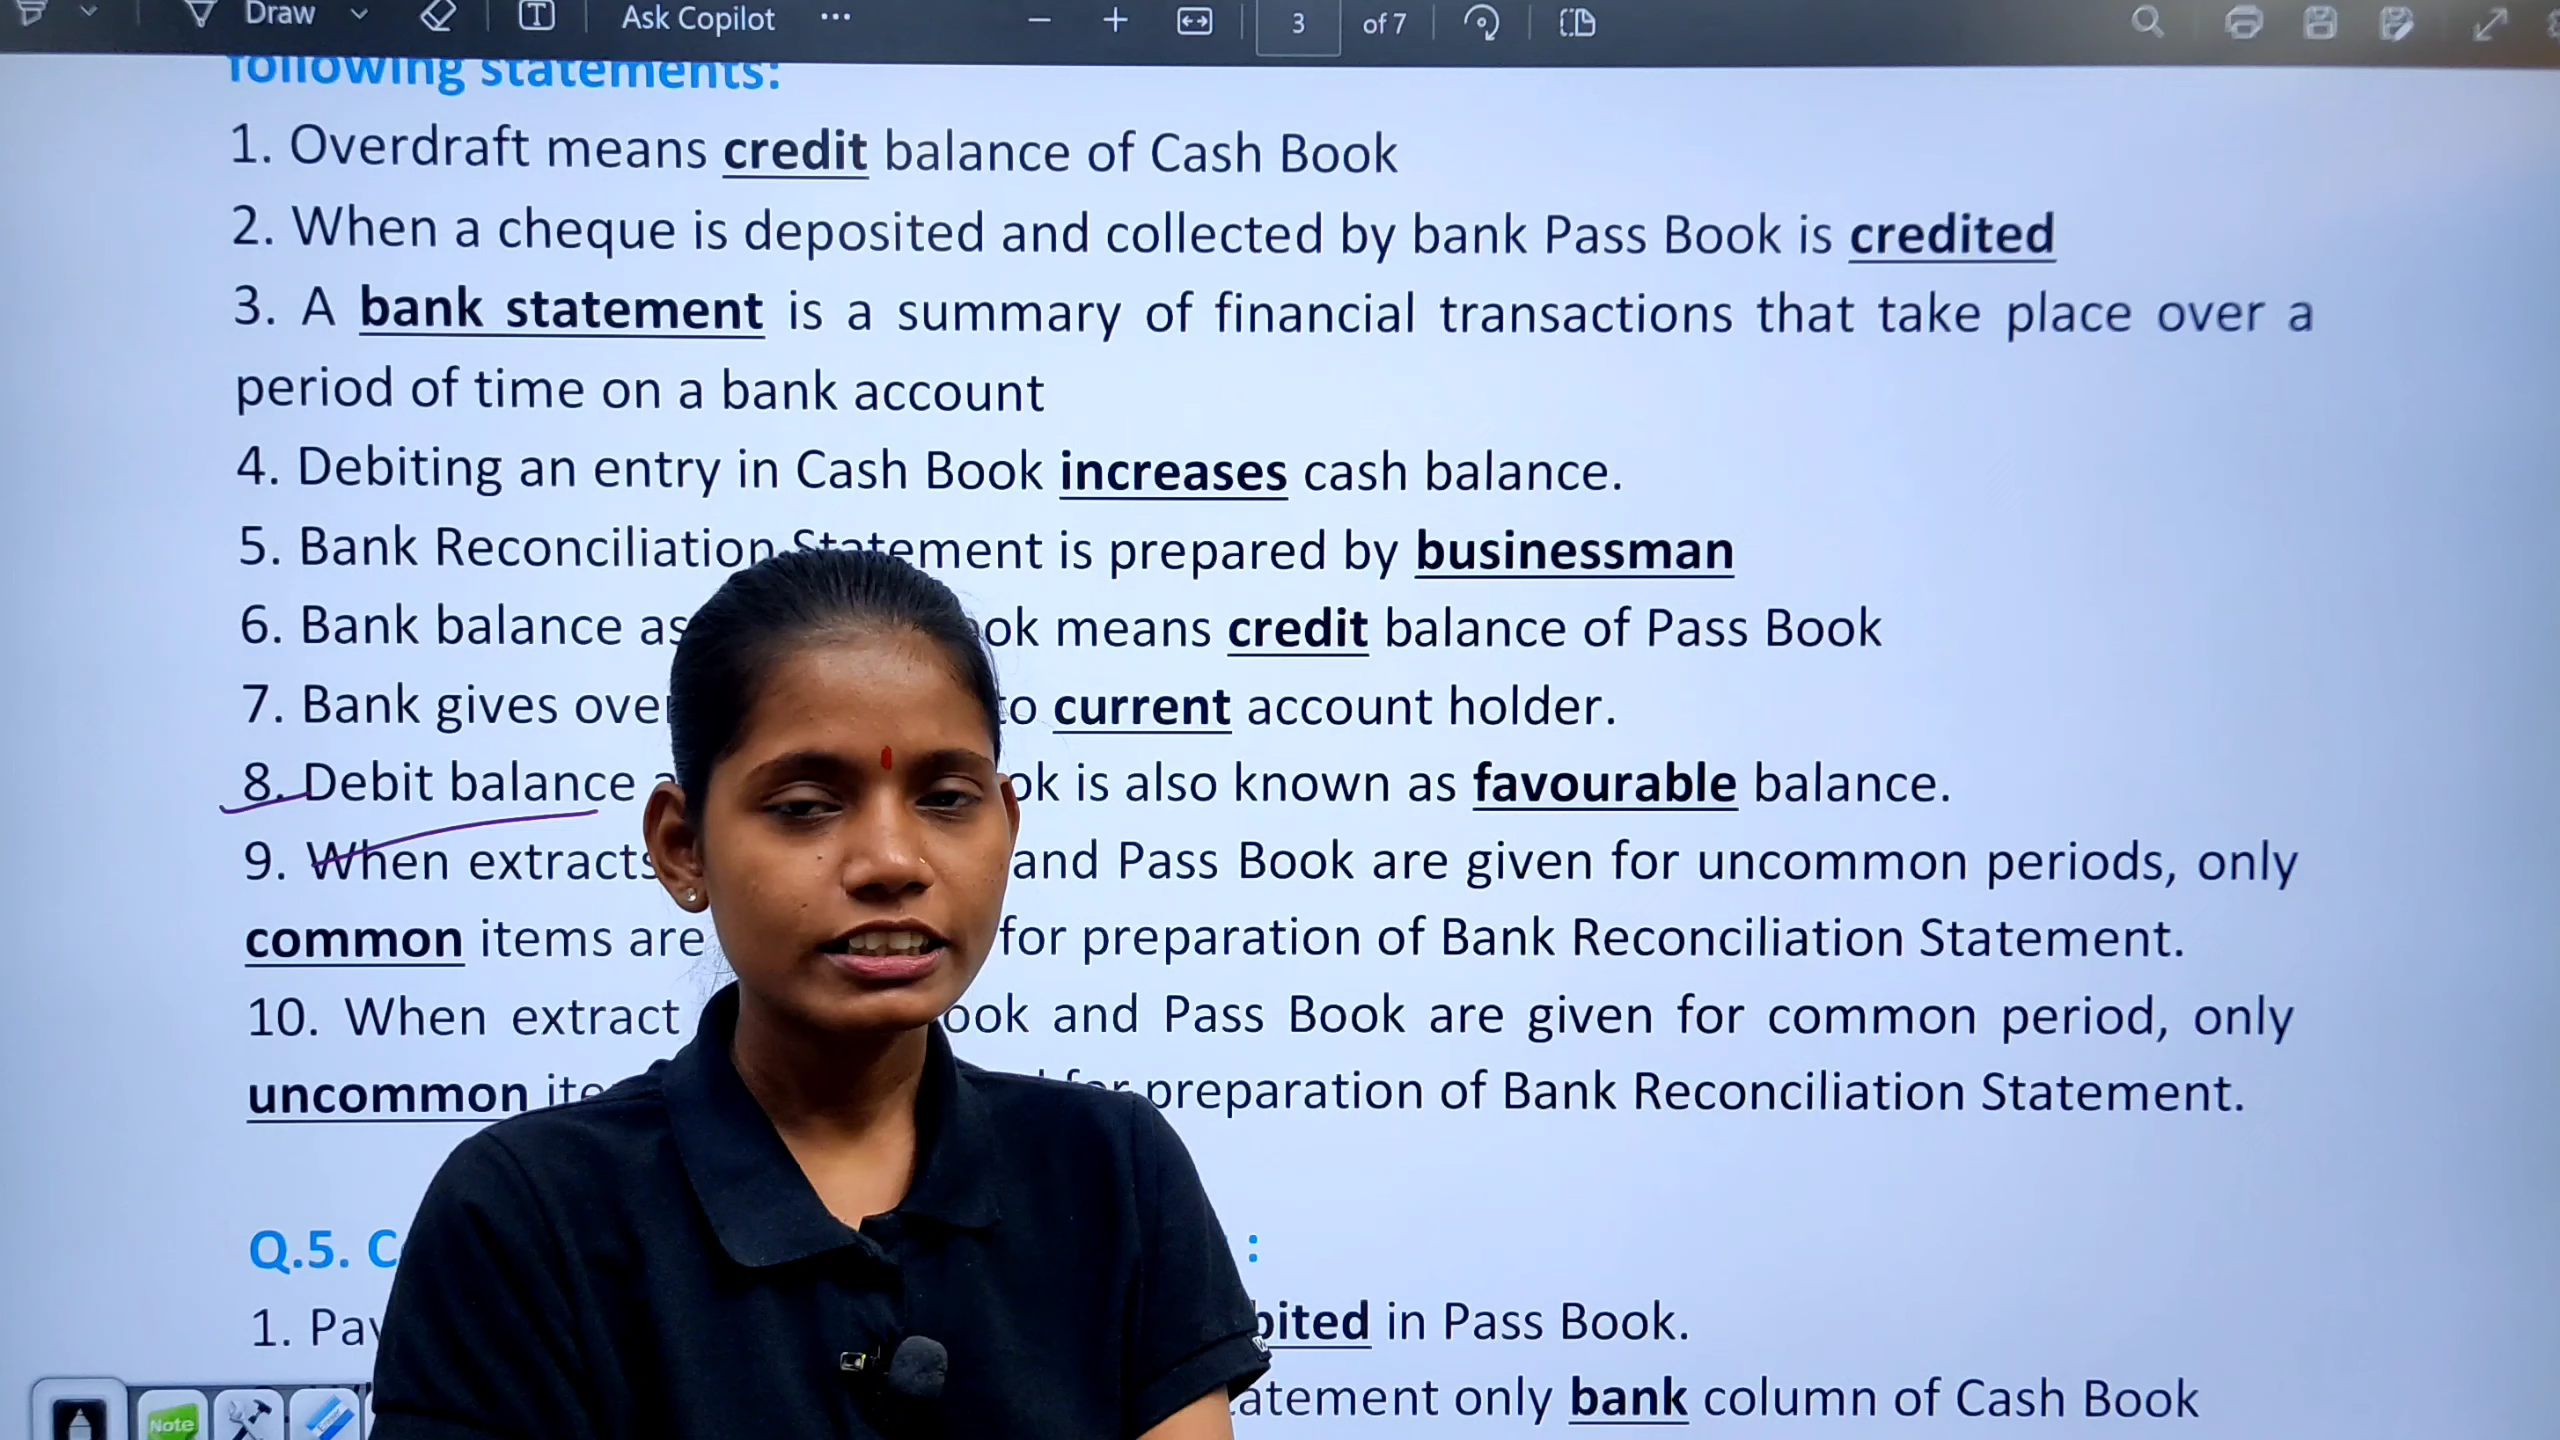 Draw Ask Copilot ... 3 of 7
following statements:
1. Overdraft means credit balance of Cash Book
2. When a cheque is deposited and collected by bank Pass Book is credited
3. A bank statement is a summary of financial transactions that take place over a
period of time on a bank account
4. Debiting an entry in Cash Book increases cash balance.
5. Bank Reconciliation Statement is prepared by businessman
6. Bank balance as ok means credit balance of Pass Book
7. Bank gives to current account holder.
8. Debit balance ok is also known as favourable balance.
9. When extracts and Pass Book are given for uncommon periods, only
common items are for preparation of Bank Reconciliation Statement.
10. When extract ook and Pass Book are given for common period, only
uncommon for preparation of Bank Reconciliation Statement.
Q.5. :
1. bited in Pass Book.
atement only bank column of Cash Book
Note